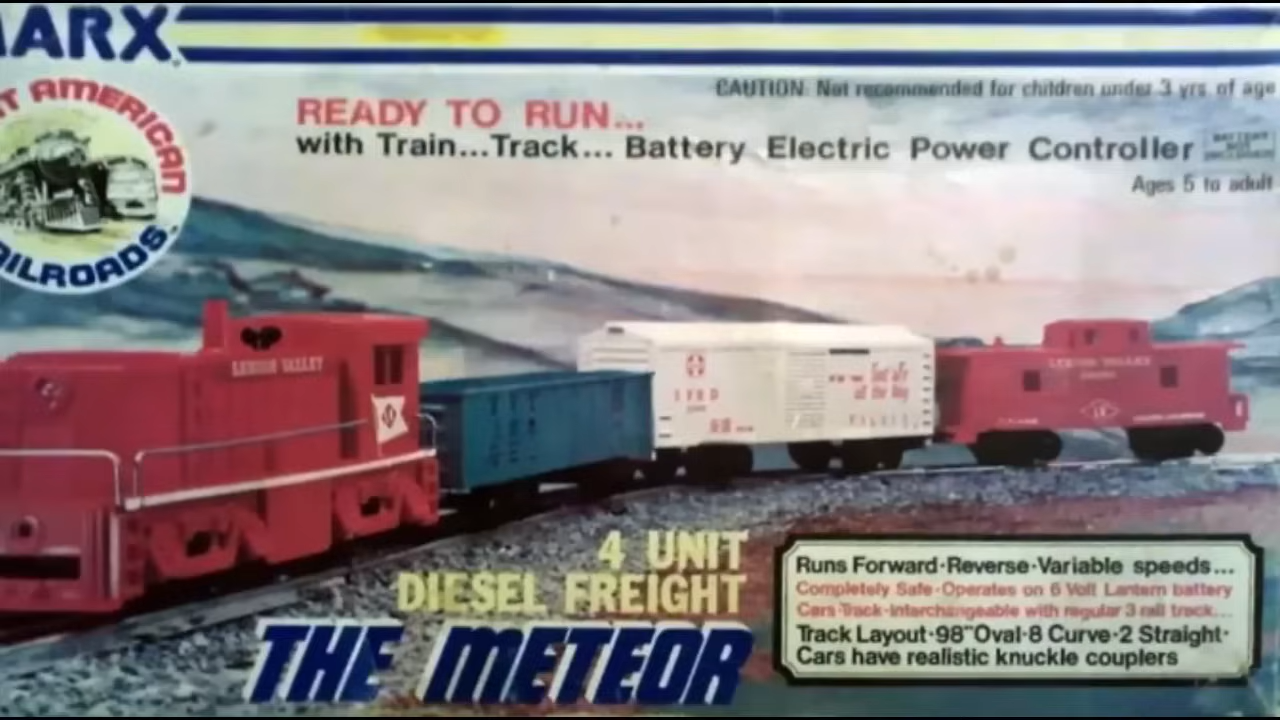 ARX
T AMERICAN
AILROADS
CAUTION: Not recommended for children under 3 yrs. of age
READY TO RUN...
with Train...Track... Battery Electric Power Controller
Ages 5 to adult
LEHIGH VALLEY
LEHIGH VALLEY
4 UNIT
DIESEL FREIGHT
THE METEOR
Runs Forward·Reverse·Variable speeds...
Completely Safe·Operates on 6 Volt Lantern battery
Cars·Track·Interchangeable with regular 3 rail track...
Track Layout·98" Oval·8 Curve·2 Straight·
Cars have realistic knuckle couplers